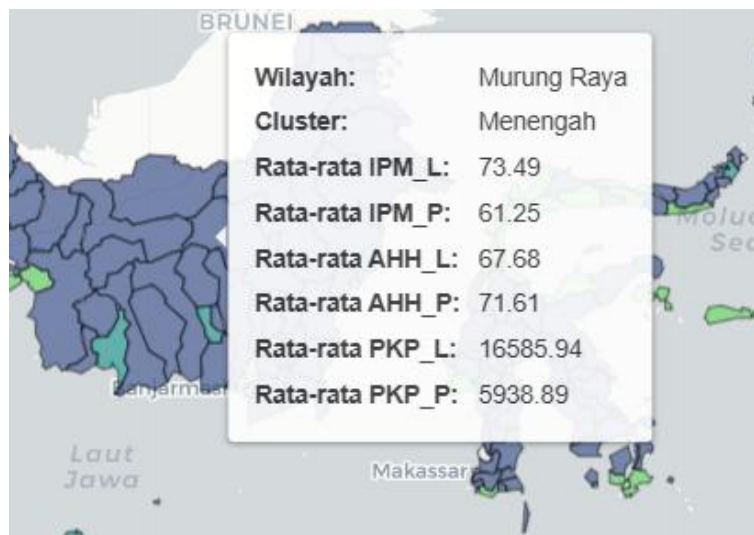 BRUNEI
Wilayah: Murung Raya
Cluster: Menengah
Rata-rata IPM_L: 73.49
Rata-rata IPM_P: 61.25
Rata-rata AHH_L: 67.68
Rata-rata AHH_P: 71.61
Rata-rata PKP_L: 16585.94
Rata-rata PKP_P: 5938.89
Laut
Jawa
Makassar